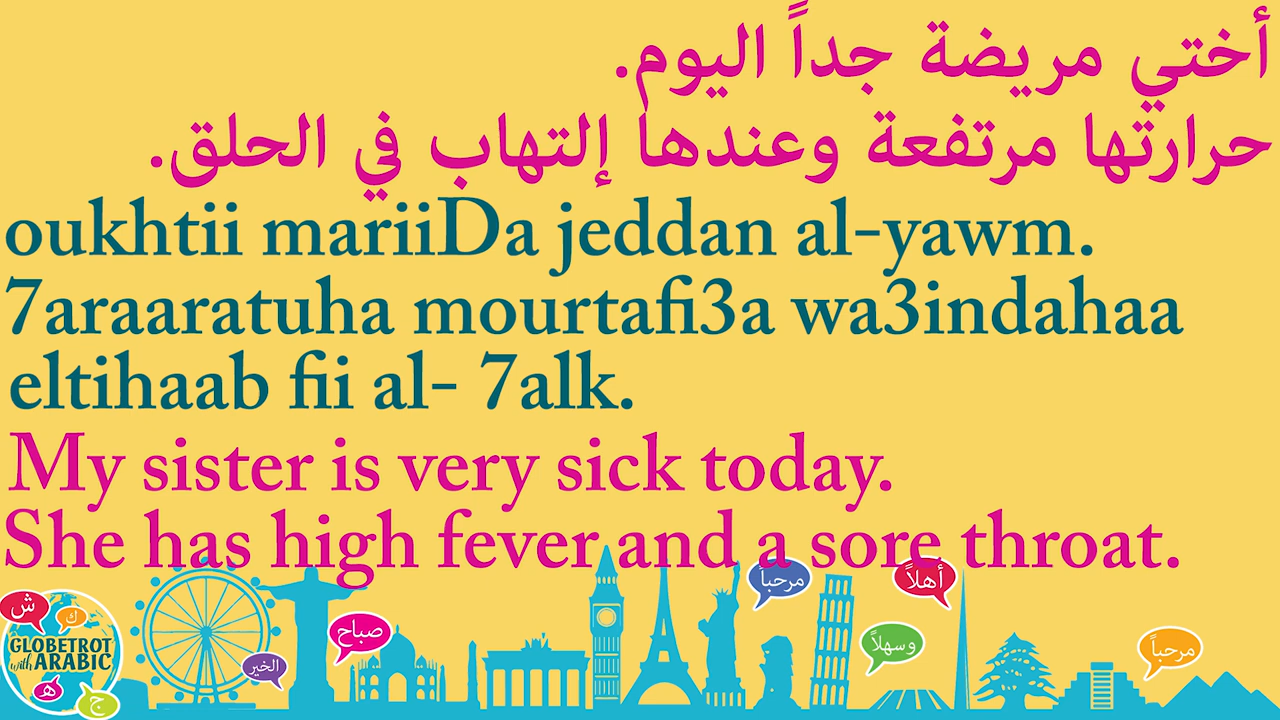 أختي مريضة جداً اليوم.
حرارتها مرتفعة وعندها إلتهاب في الحلق.
oukhtii mariiDa jeddan al-yawm.
7araaratuha mourtafi3a wa3indahaa
eltihaab fii al- 7alk.
My sister is very sick today.
She has high fever and a sore throat.
مرحباً
أهلاً
ش
ك
صباح
GLOBETROT
with ARABIC
الخير
وسهلاً
مرحباً
ه
ج